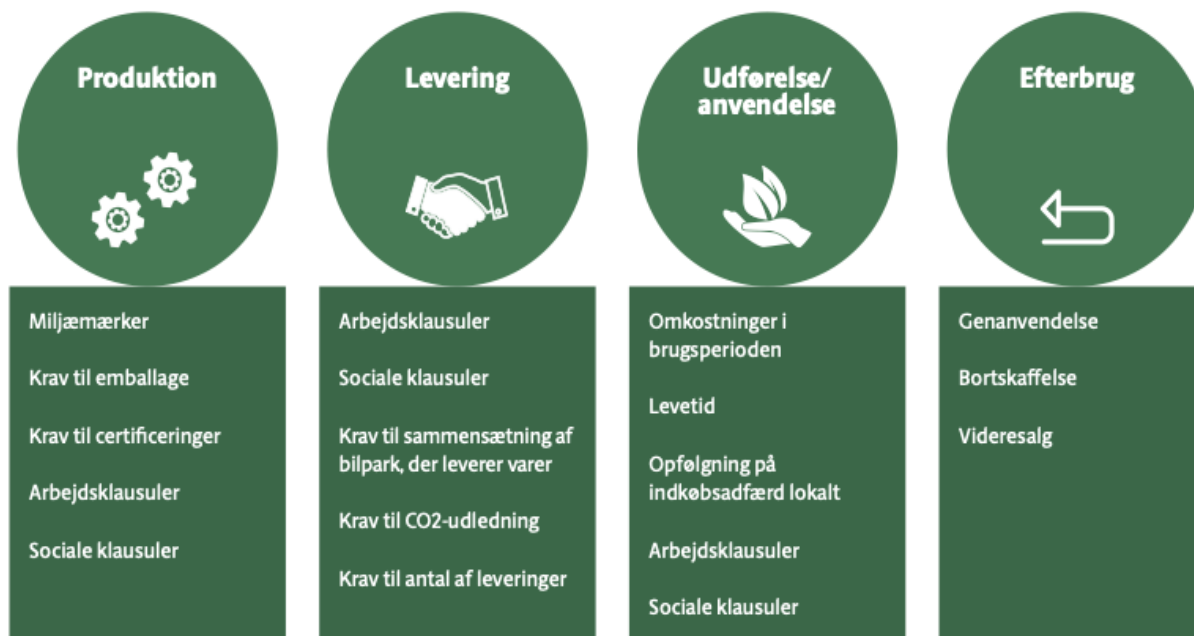 Produktion
Miljæmærker
Krav til emballage
Krav til certificeringer
Arbejdsklausuler
Sociale klausuler
Levering
Arbejdsklausuler
Sociale klausuler
Krav til sammensætning af
bilpark, der leverer varer
Krav til CO2-udledning
Krav til antal af leveringer
Udførelse/
anvendelse
Omkostninger i
brugsperioden
Levetid
Opfølgning på
indkøbsadfærd lokalt
Arbejdsklausuler
Sociale klausuler
Efterbrug
Genanvendelse
Bortskaffelse
Videresalg